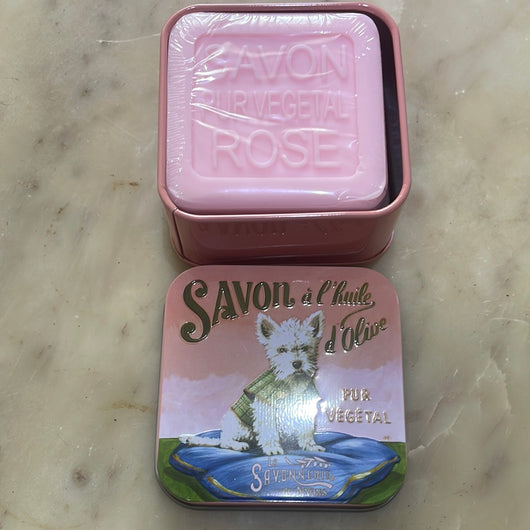 SAVON
PUR VEGETAL
ROSE
SAVON à l'huile
d'Olive
PUR
VÉGÉTAL
LA
SAVONNERIE